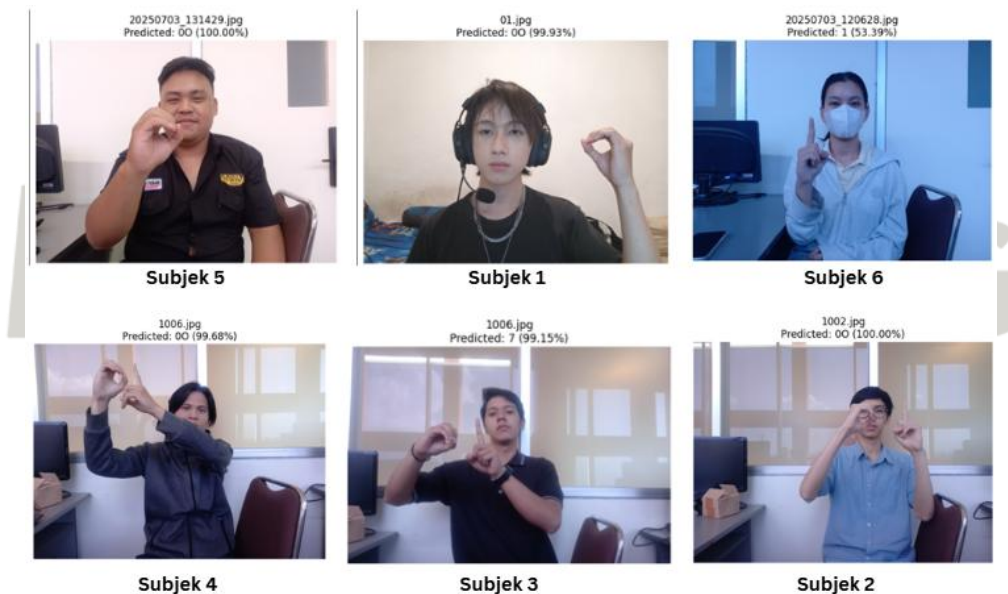 20250703_131429.jpg
Predicted: 0O (100.00%)
01.jpg
Predicted: 0O (99.93%)
20250703_120628.jpg
Predicted: 1 (53.39%)
Subjek 5
Subjek 1
Subjek 6
1006.jpg
Predicted: 0O (99.68%)
1006.jpg
Predicted: 7 (99.15%)
1002.jpg
Predicted: 0O (100.00%)
Subjek 4
Subjek 3
Subjek 2